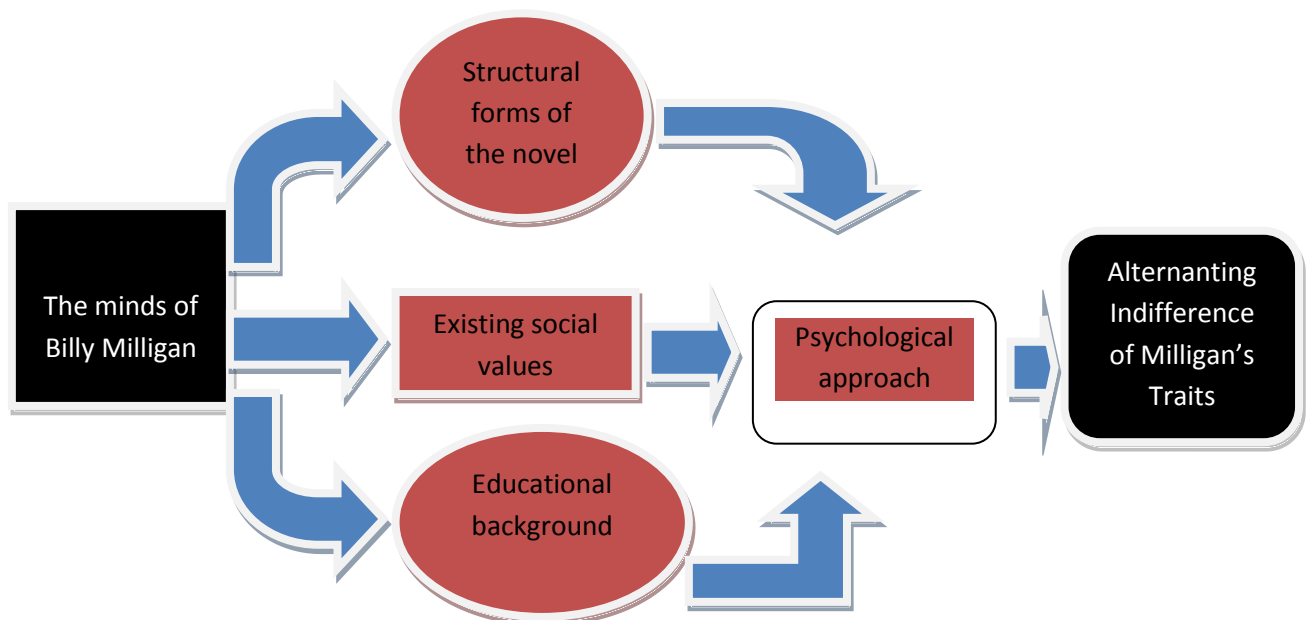 The minds of
Billy Milligan
Structural
forms of
the novel
Existing social
values
Educational
background
Psychological
approach
Alternanting
Indifference
of Milligan’s
Traits